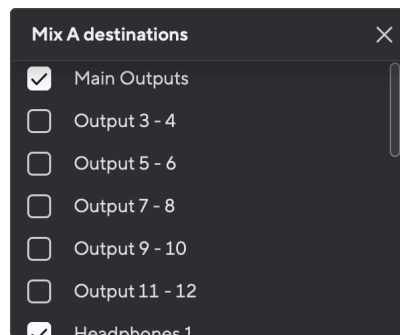 Mix A destinations
Main Outputs
Output 3 - 4
Output 5 - 6
Output 7 - 8
Output 9 - 10
Output 11 - 12
Headphones 1